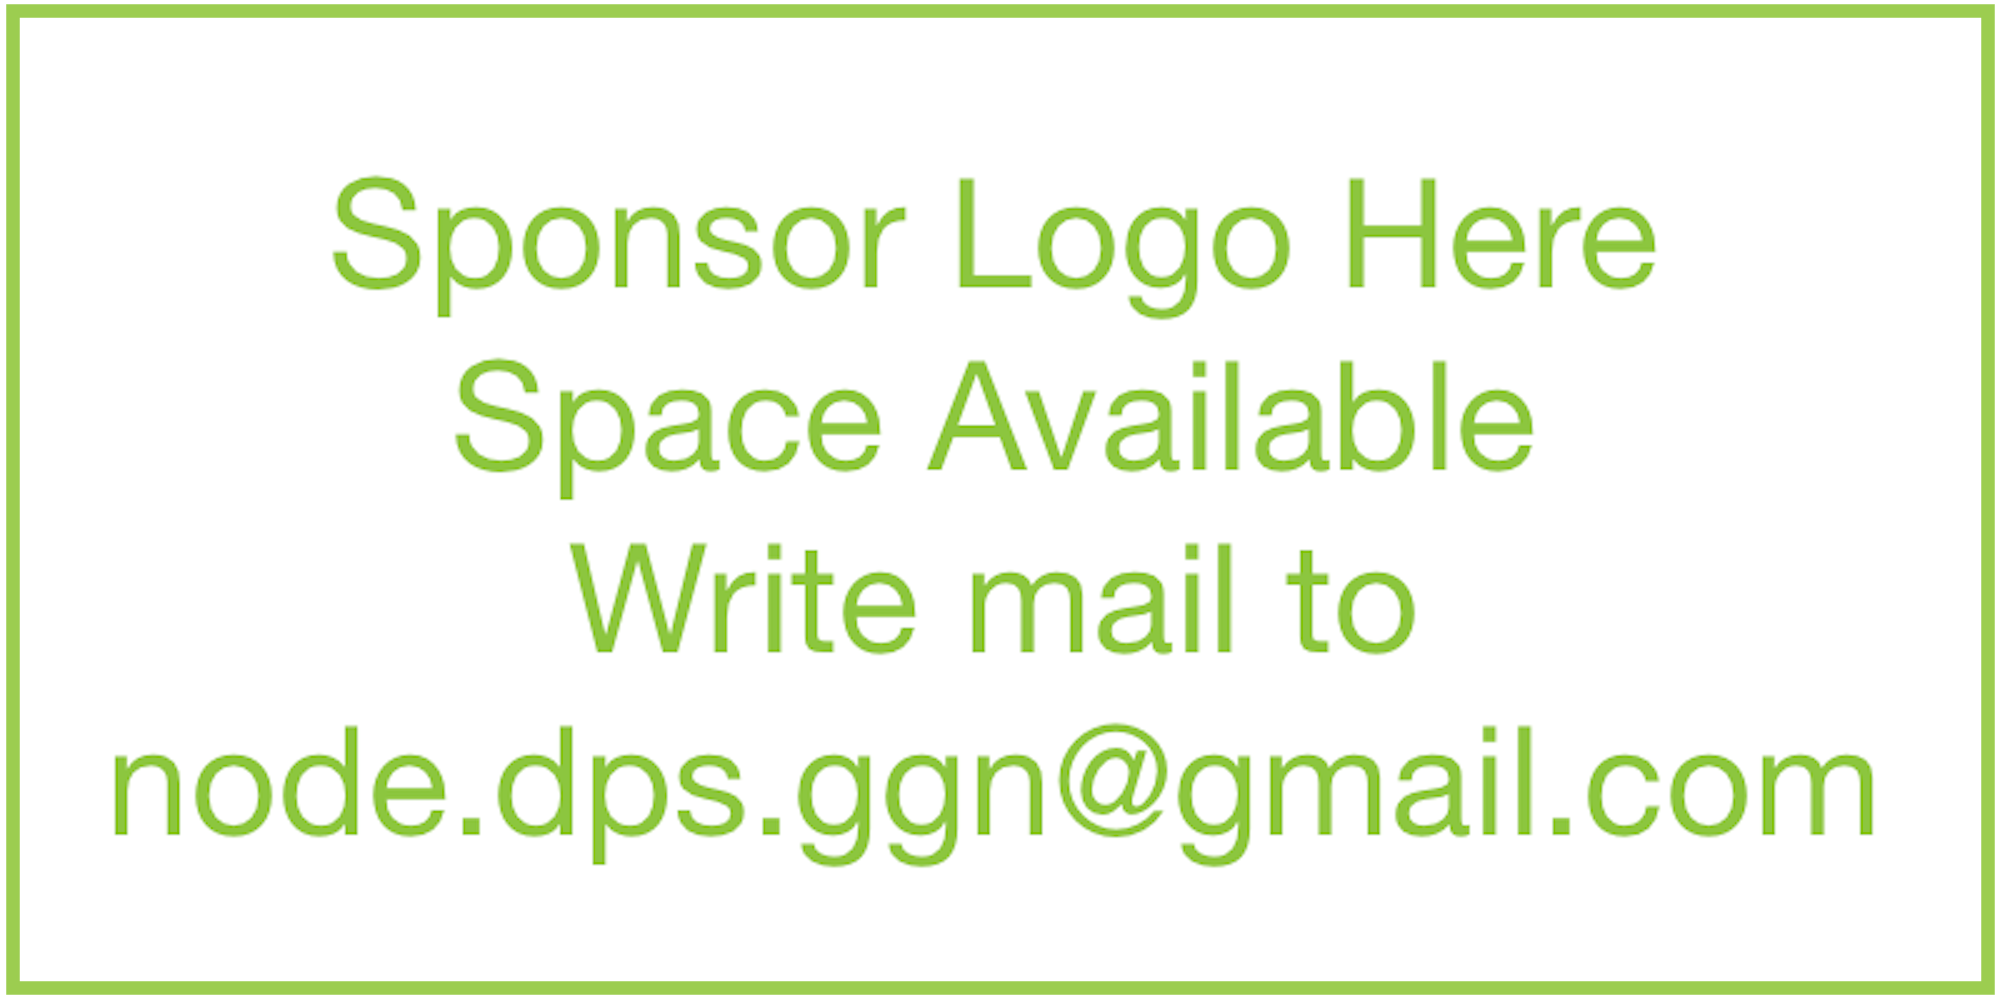 Sponsor Logo Here
Space Available
Write mail to
node.dps.ggn@gmail.com